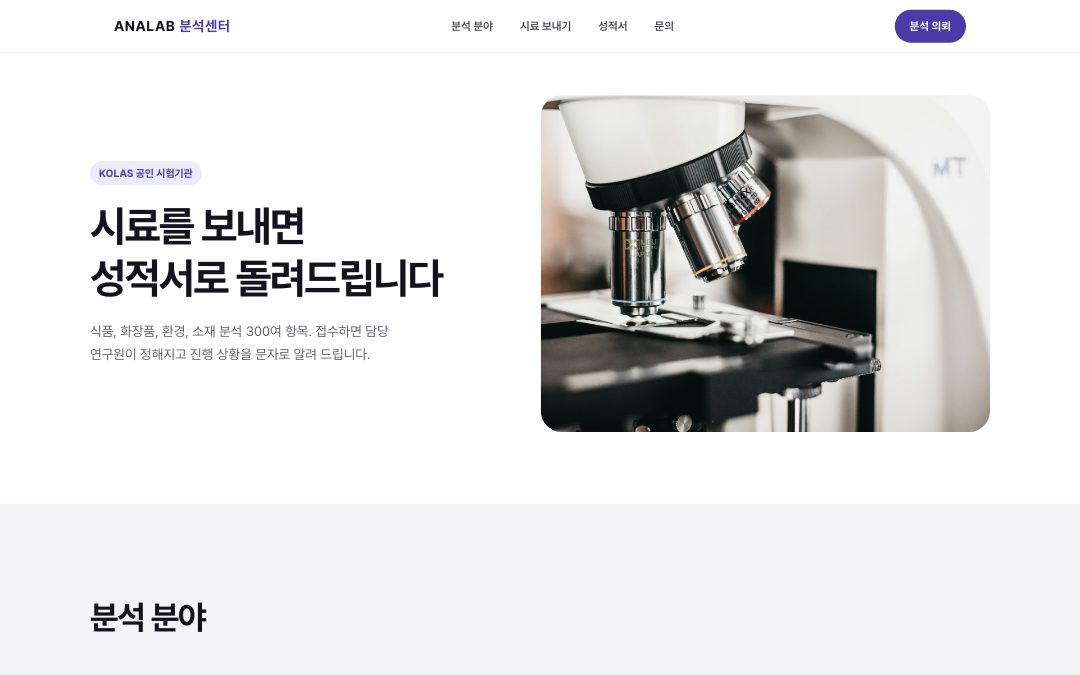 ANALAB 분석센터
분석 분야
시료 보내기
성적서
문의
분석 의뢰
KOLAS 공인 시험기관
시료를 보내면
성적서로 돌려드립니다
식품, 화장품, 환경, 소재 분석 300여 항목. 접수하면 담당
연구원이 정해지고 진행 상황을 문자로 알려 드립니다.
MT
분석 분야